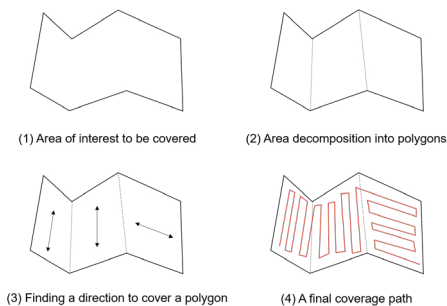 (1) Area of interest to be covered
(2) Area decomposition into polygons
(3) Finding a direction to cover a polygon
(4) A final coverage path